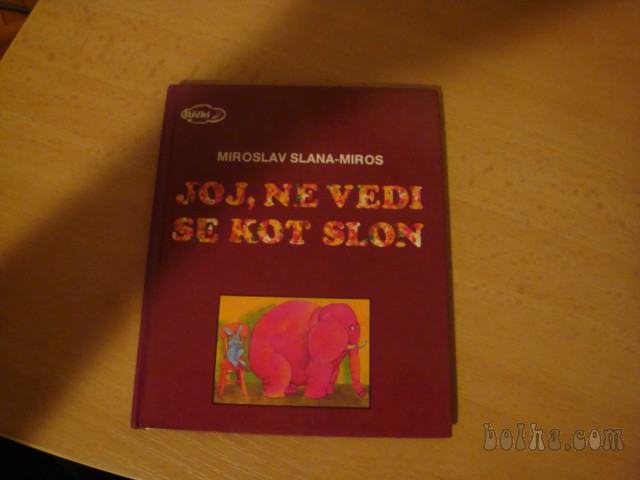 MIROSLAV SLANA-MIROS
JOJ, NE VEDI
SE KOT SLON
bolha.com